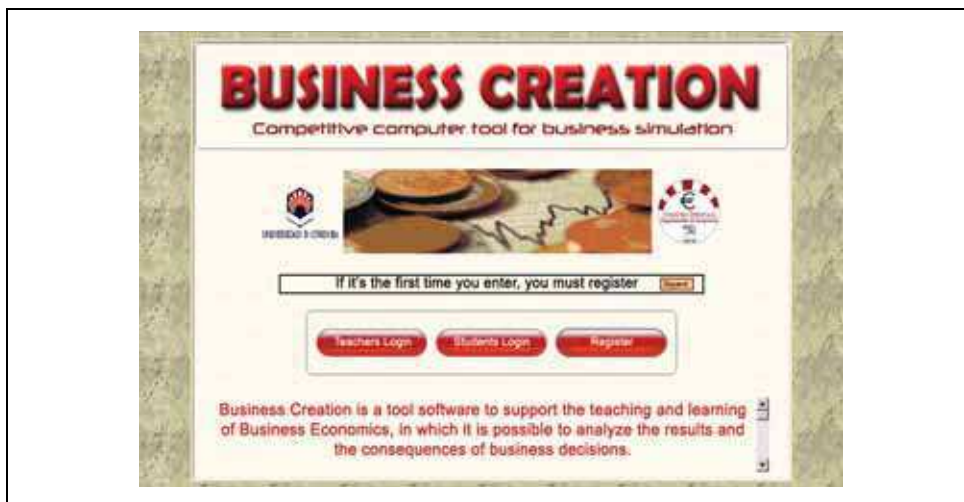 BUSINESS CREATION
Competitive computer tool for business simulation
UNIVERSIDAD D CORDOBA
If it's the first time you enter, you must register
Teachers Login
Students Login
Register
Business Creation is a tool software to support the teaching and learning
of Business Economics, in which it is possible to analyze the results and
the consequences of business decisions.